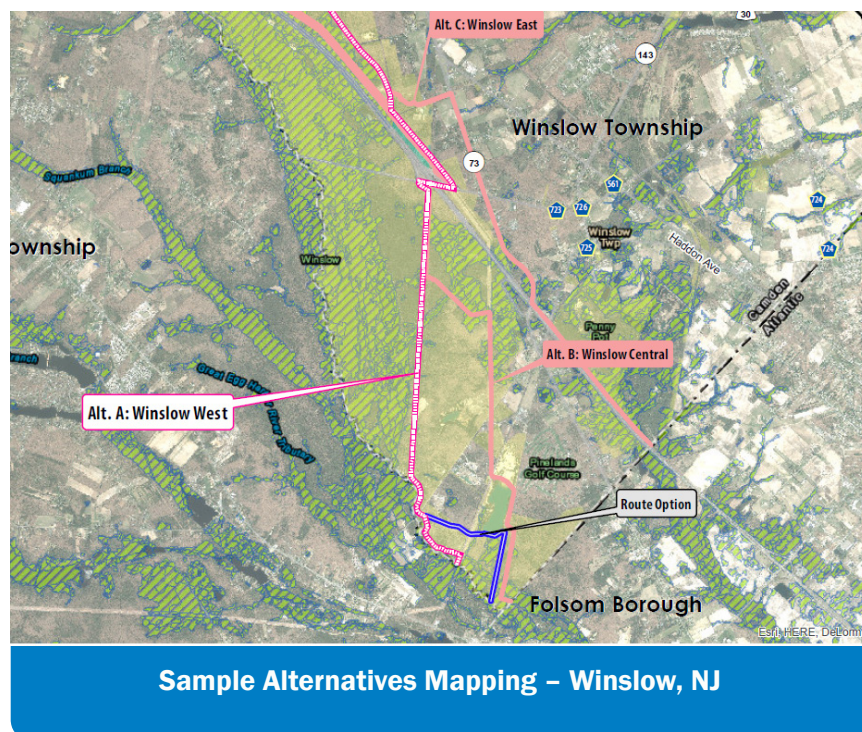 30
Alt. C: Winslow East
143
Winslow Township
73
Squankum Branch
561
723
726
724
Winslow
Twp
725
Haddon Ave
724
ownship
Winslow
Camden
Atlantic
Penny
Pot
ranch
Alt. B: Winslow Central
Great Egg Harbor
River Tributary
Alt. A: Winslow West
Pinelands
Golf Course
Route Option
Folsom Borough
Esri, HERE, DeLorm
Sample Alternatives Mapping – Winslow, NJ